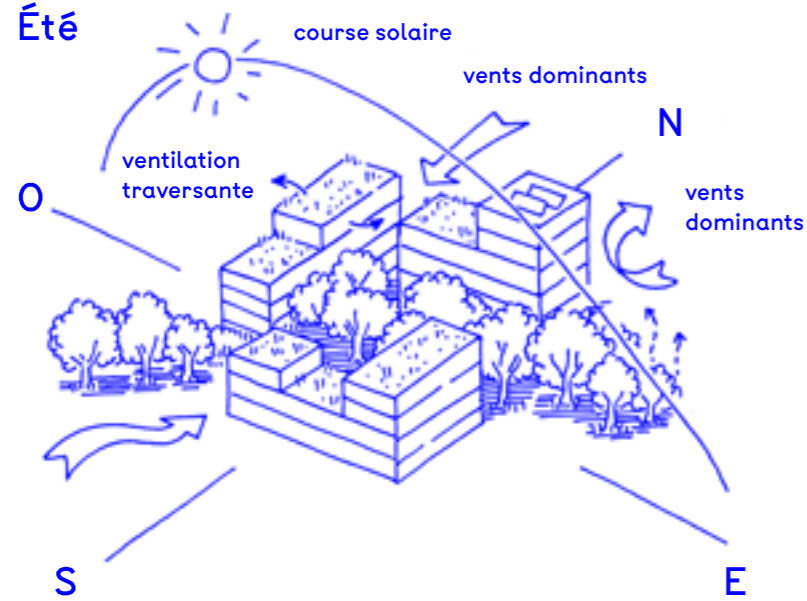 Été
course solaire
vents dominants
N
ventilation
traversante
O
vents
dominants
S
E